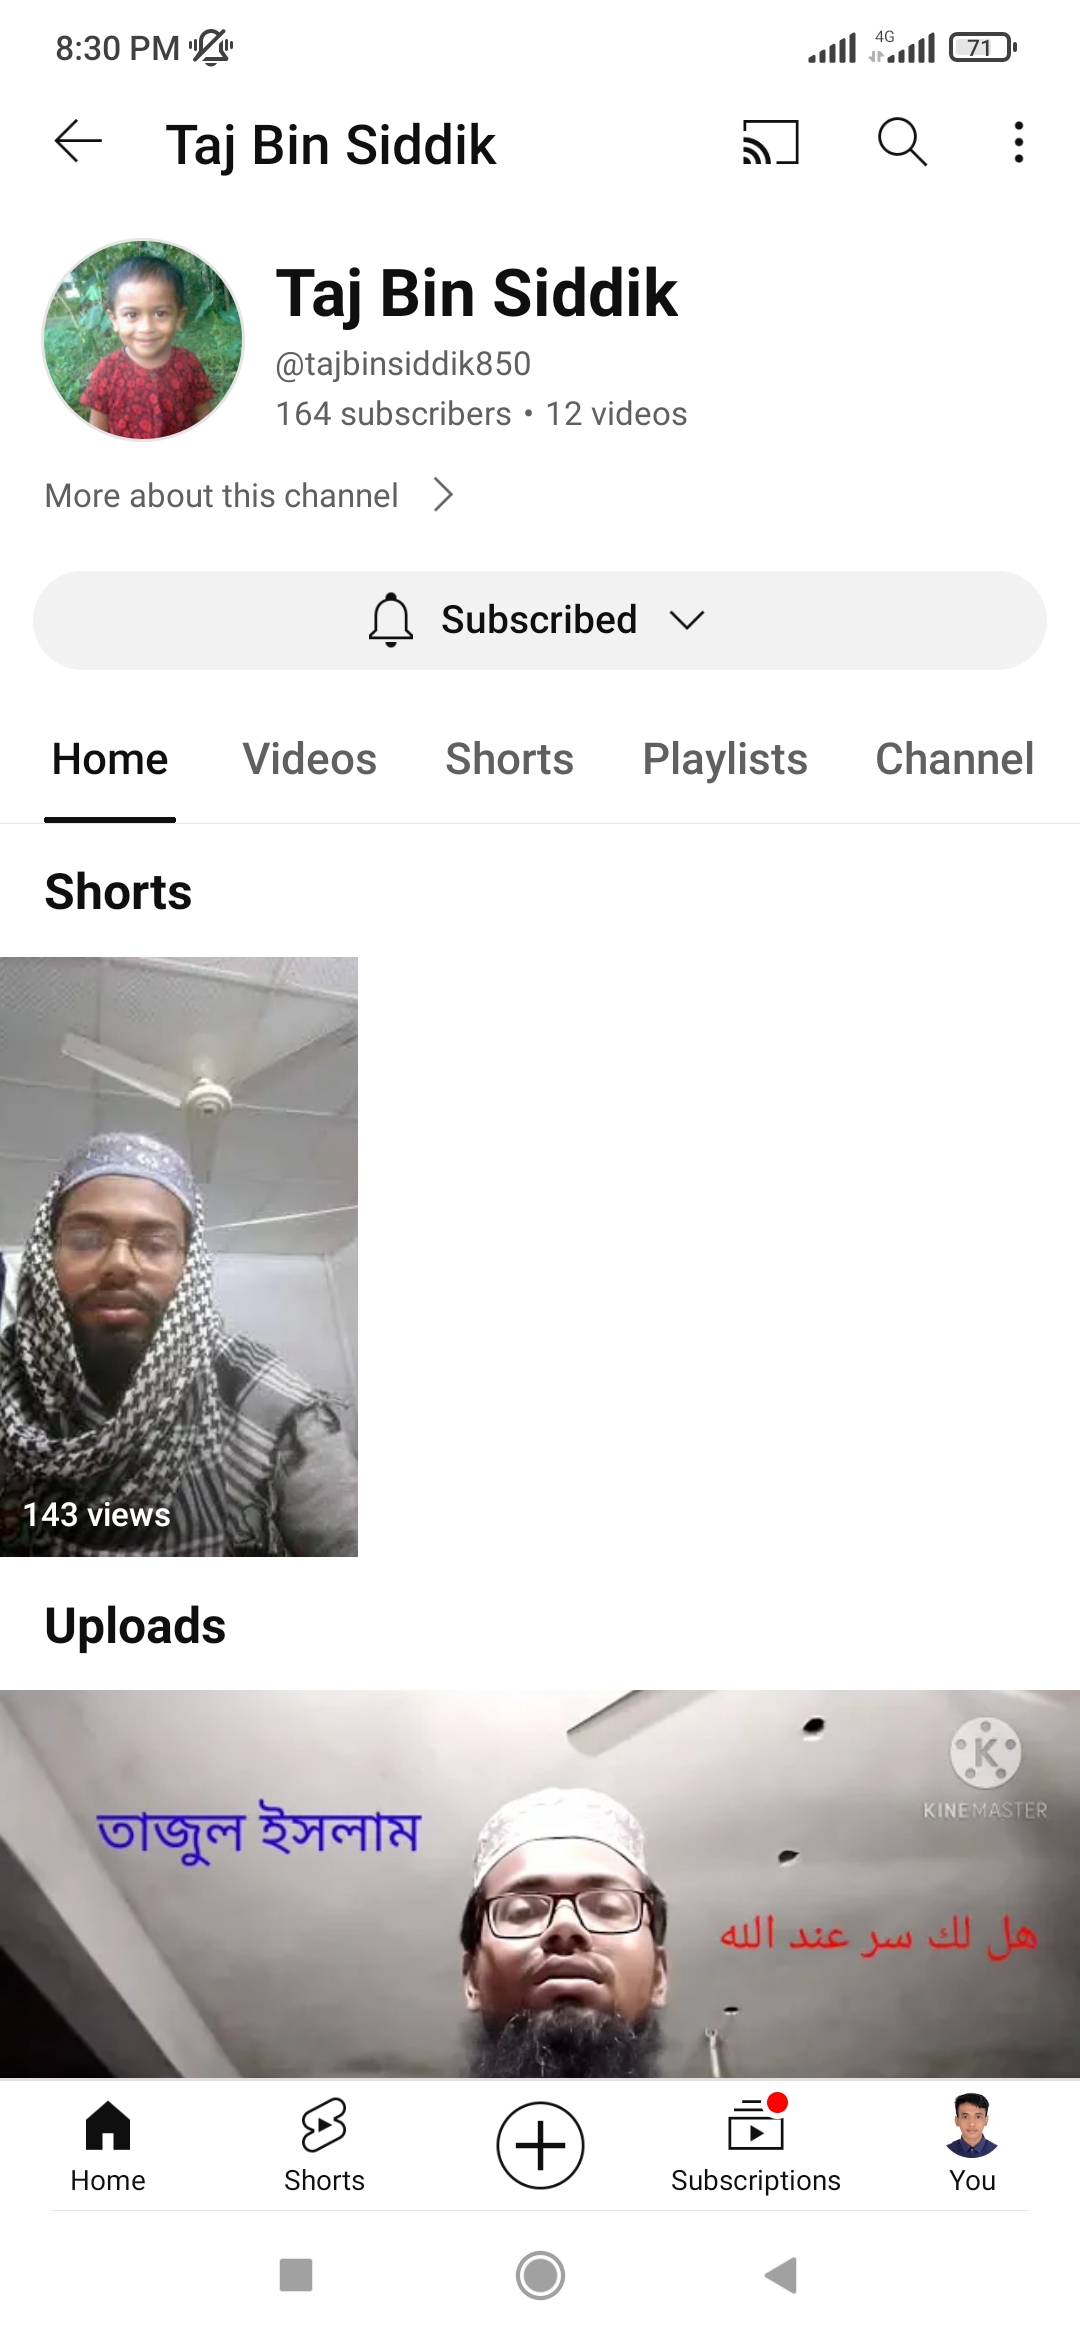 8:30 PM 4G 71
Taj Bin Siddik
Taj Bin Siddik
@tajbinsiddik850
164 subscribers • 12 videos
More about this channel
Subscribed
Home Videos Shorts Playlists Channel
Shorts
143 views
Uploads
K
KINEMASTER
তাজুল ইসলাম
هل لك سر عند الله
Home Shorts Subscriptions You